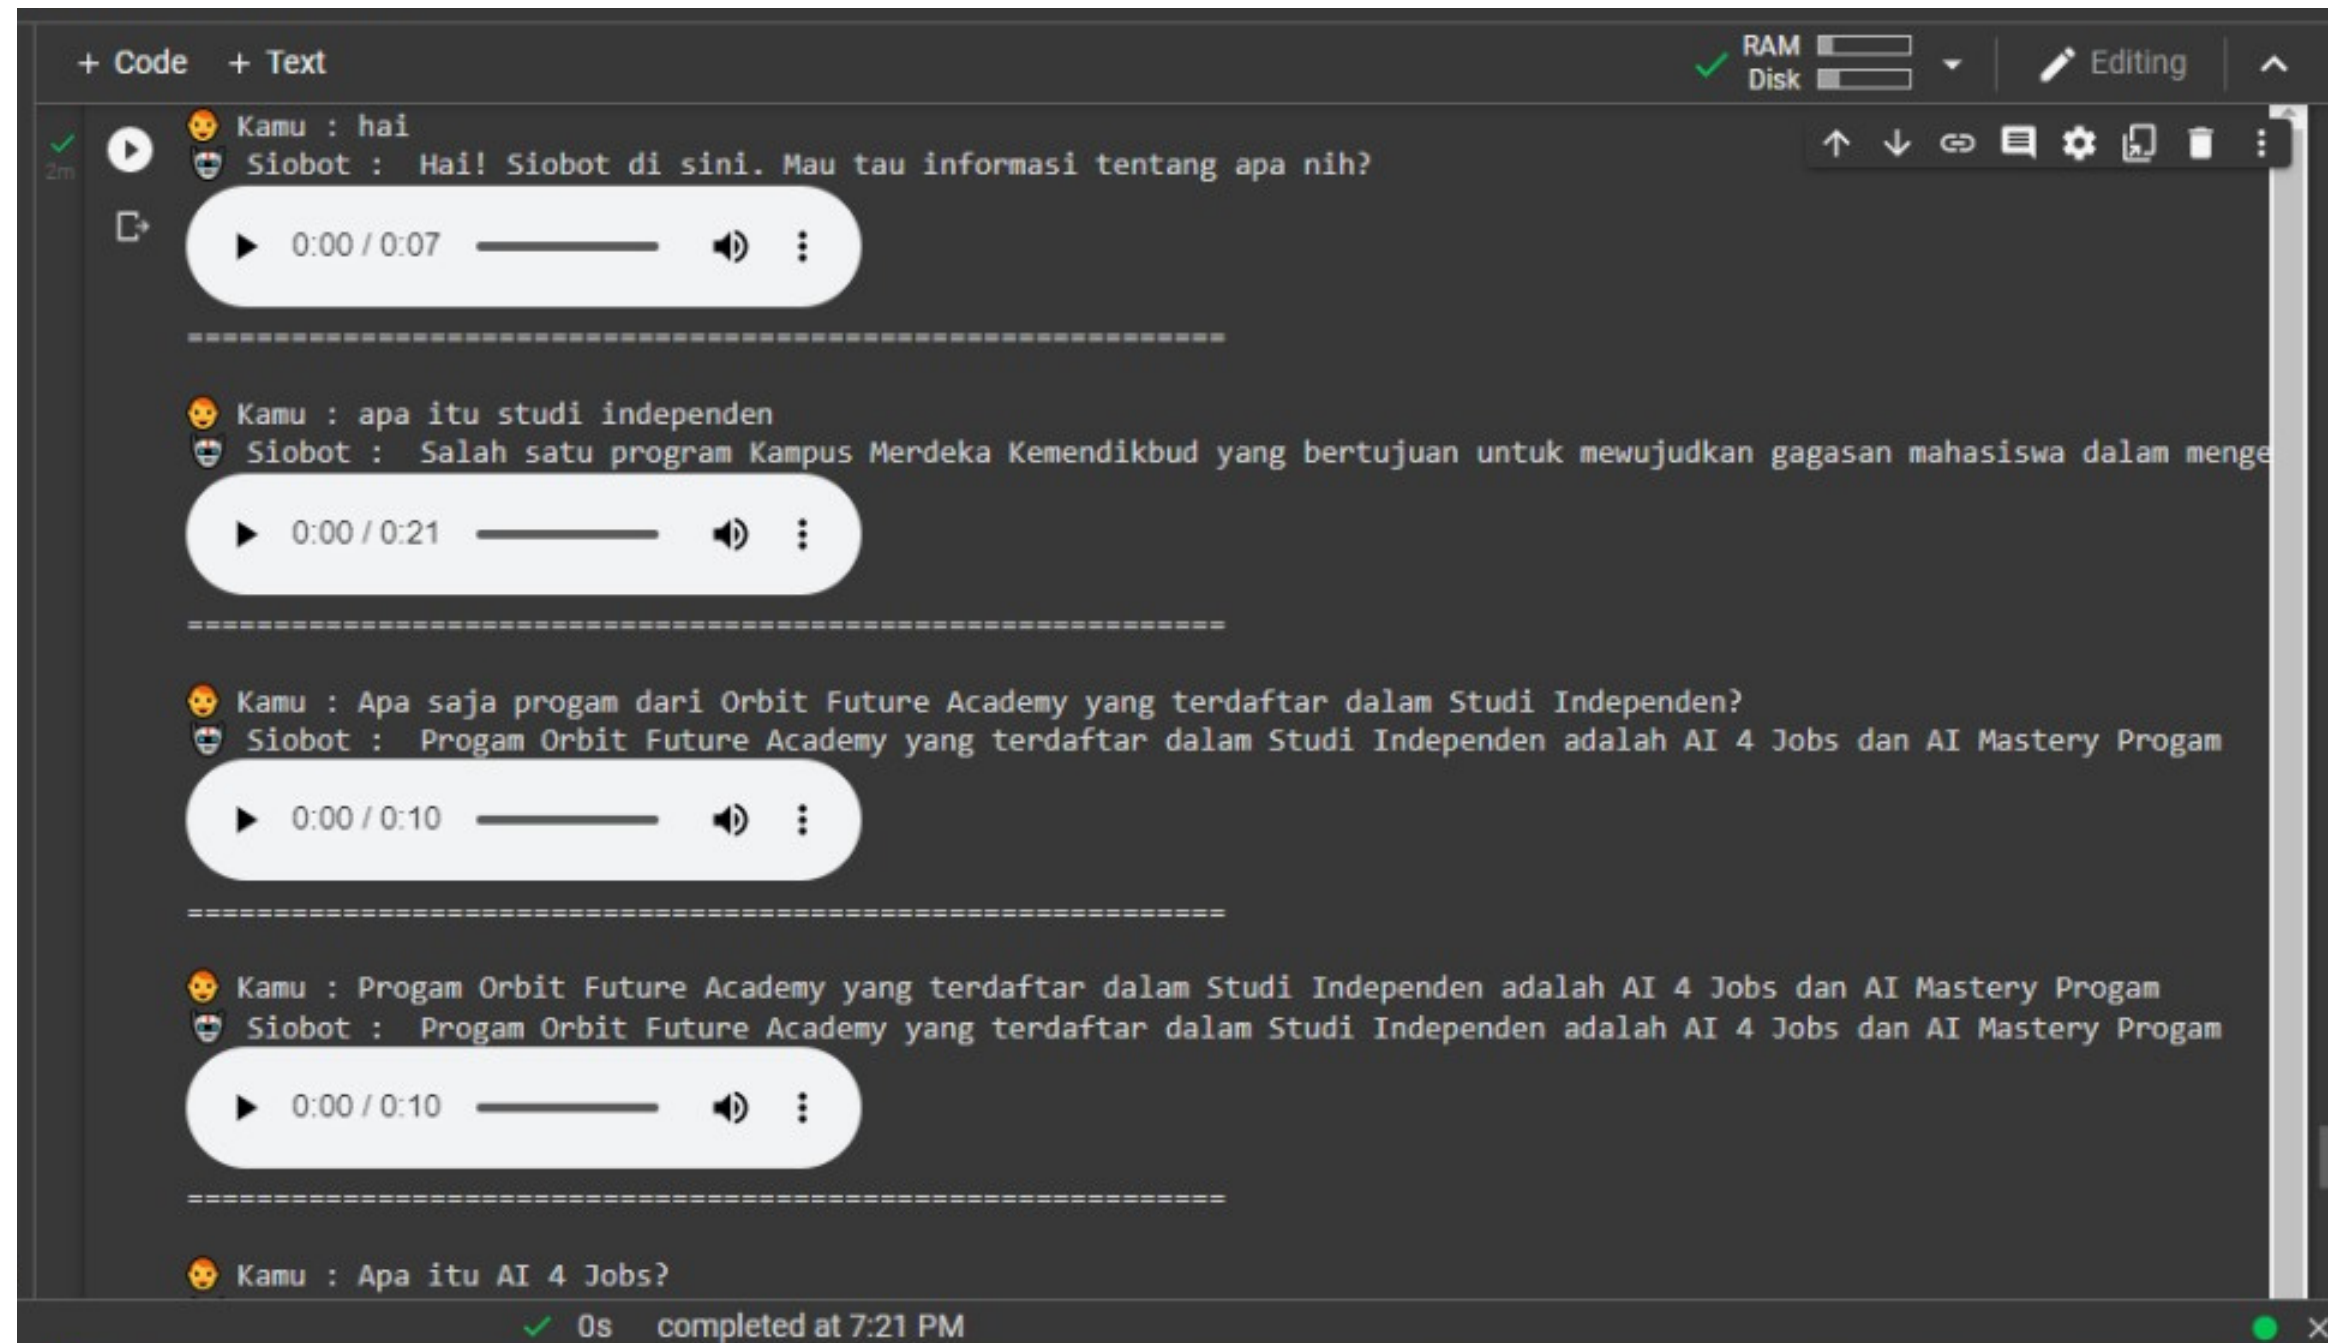 + Code + Text
RAM
Disk
Editing
2m
Kamu : hai
Siobot : Hai! Siobot di sini. Mau tau informasi tentang apa nih?
0:00 / 0:07
============================================================
Kamu : apa itu studi independen
Siobot : Salah satu program Kampus Merdeka Kemendikbud yang bertujuan untuk mewujudkan gagasan mahasiswa dalam menge
0:00 / 0:21
============================================================
Kamu : Apa saja progam dari Orbit Future Academy yang terdaftar dalam Studi Independen?
Siobot : Progam Orbit Future Academy yang terdaftar dalam Studi Independen adalah AI 4 Jobs dan AI Mastery Progam
0:00 / 0:10
============================================================
Kamu : Progam Orbit Future Academy yang terdaftar dalam Studi Independen adalah AI 4 Jobs dan AI Mastery Progam
Siobot : Progam Orbit Future Academy yang terdaftar dalam Studi Independen adalah AI 4 Jobs dan AI Mastery Progam
0:00 / 0:10
============================================================
Kamu : Apa itu AI 4 Jobs?
0s completed at 7:21 PM